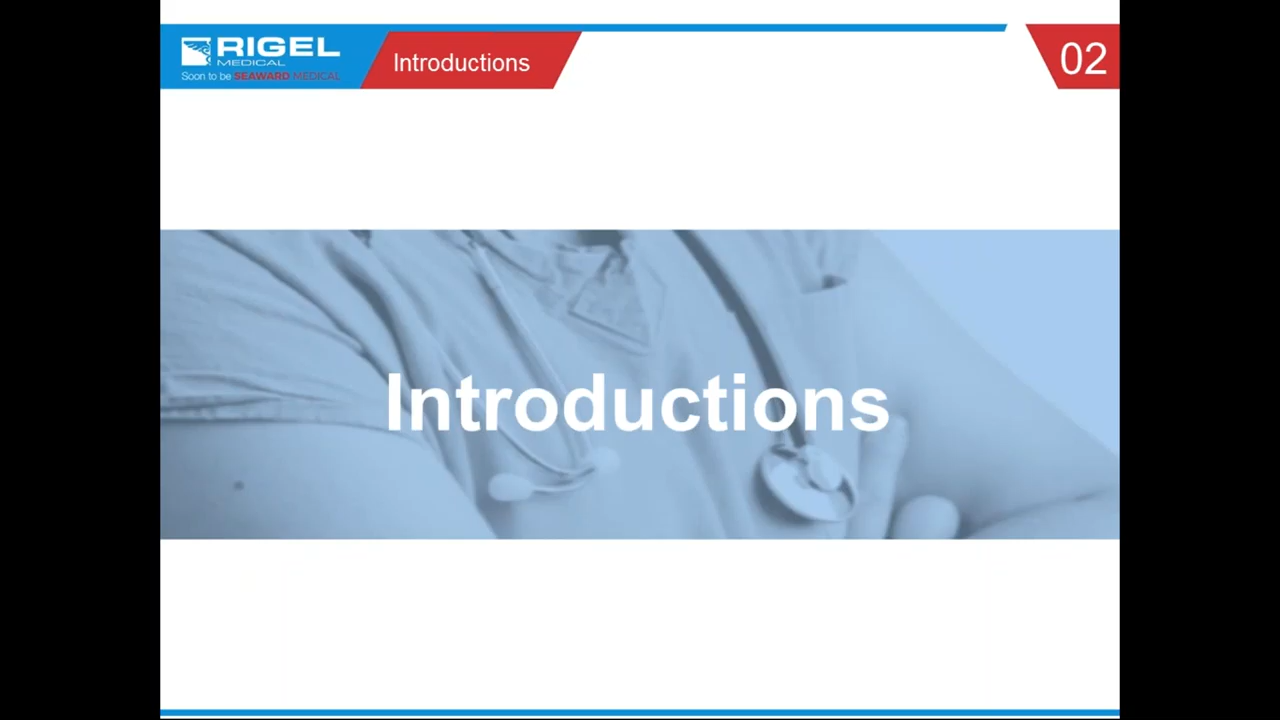 RIGEL
MEDICAL
Soon to be SEAWARD MEDICAL
Introductions
02
Introductions